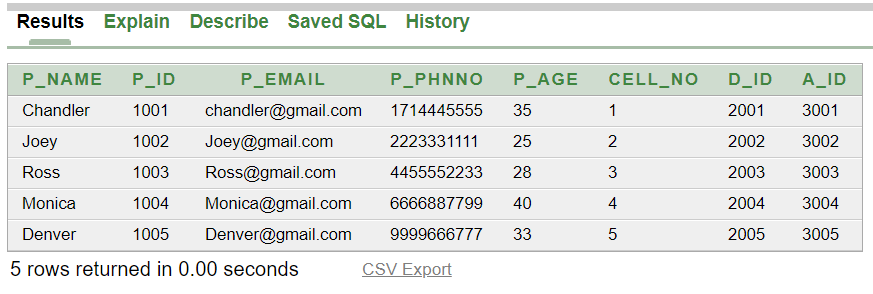 Results Explain Describe Saved SQL History
P_NAME P_ID P_EMAIL P_PHNNO P_AGE CELL_NO D_ID A_ID
Chandler 1001 chandler@gmail.com 1714445555 35 1 2001 3001
Joey 1002 Joey@gmail.com 2223331111 25 2 2002 3002
Ross 1003 Ross@gmail.com 4455552233 28 3 2003 3003
Monica 1004 Monica@gmail.com 6666887799 40 4 2004 3004
Denver 1005 Denver@gmail.com 9999666777 33 5 2005 3005
5 rows returned in 0.00 seconds CSV Export